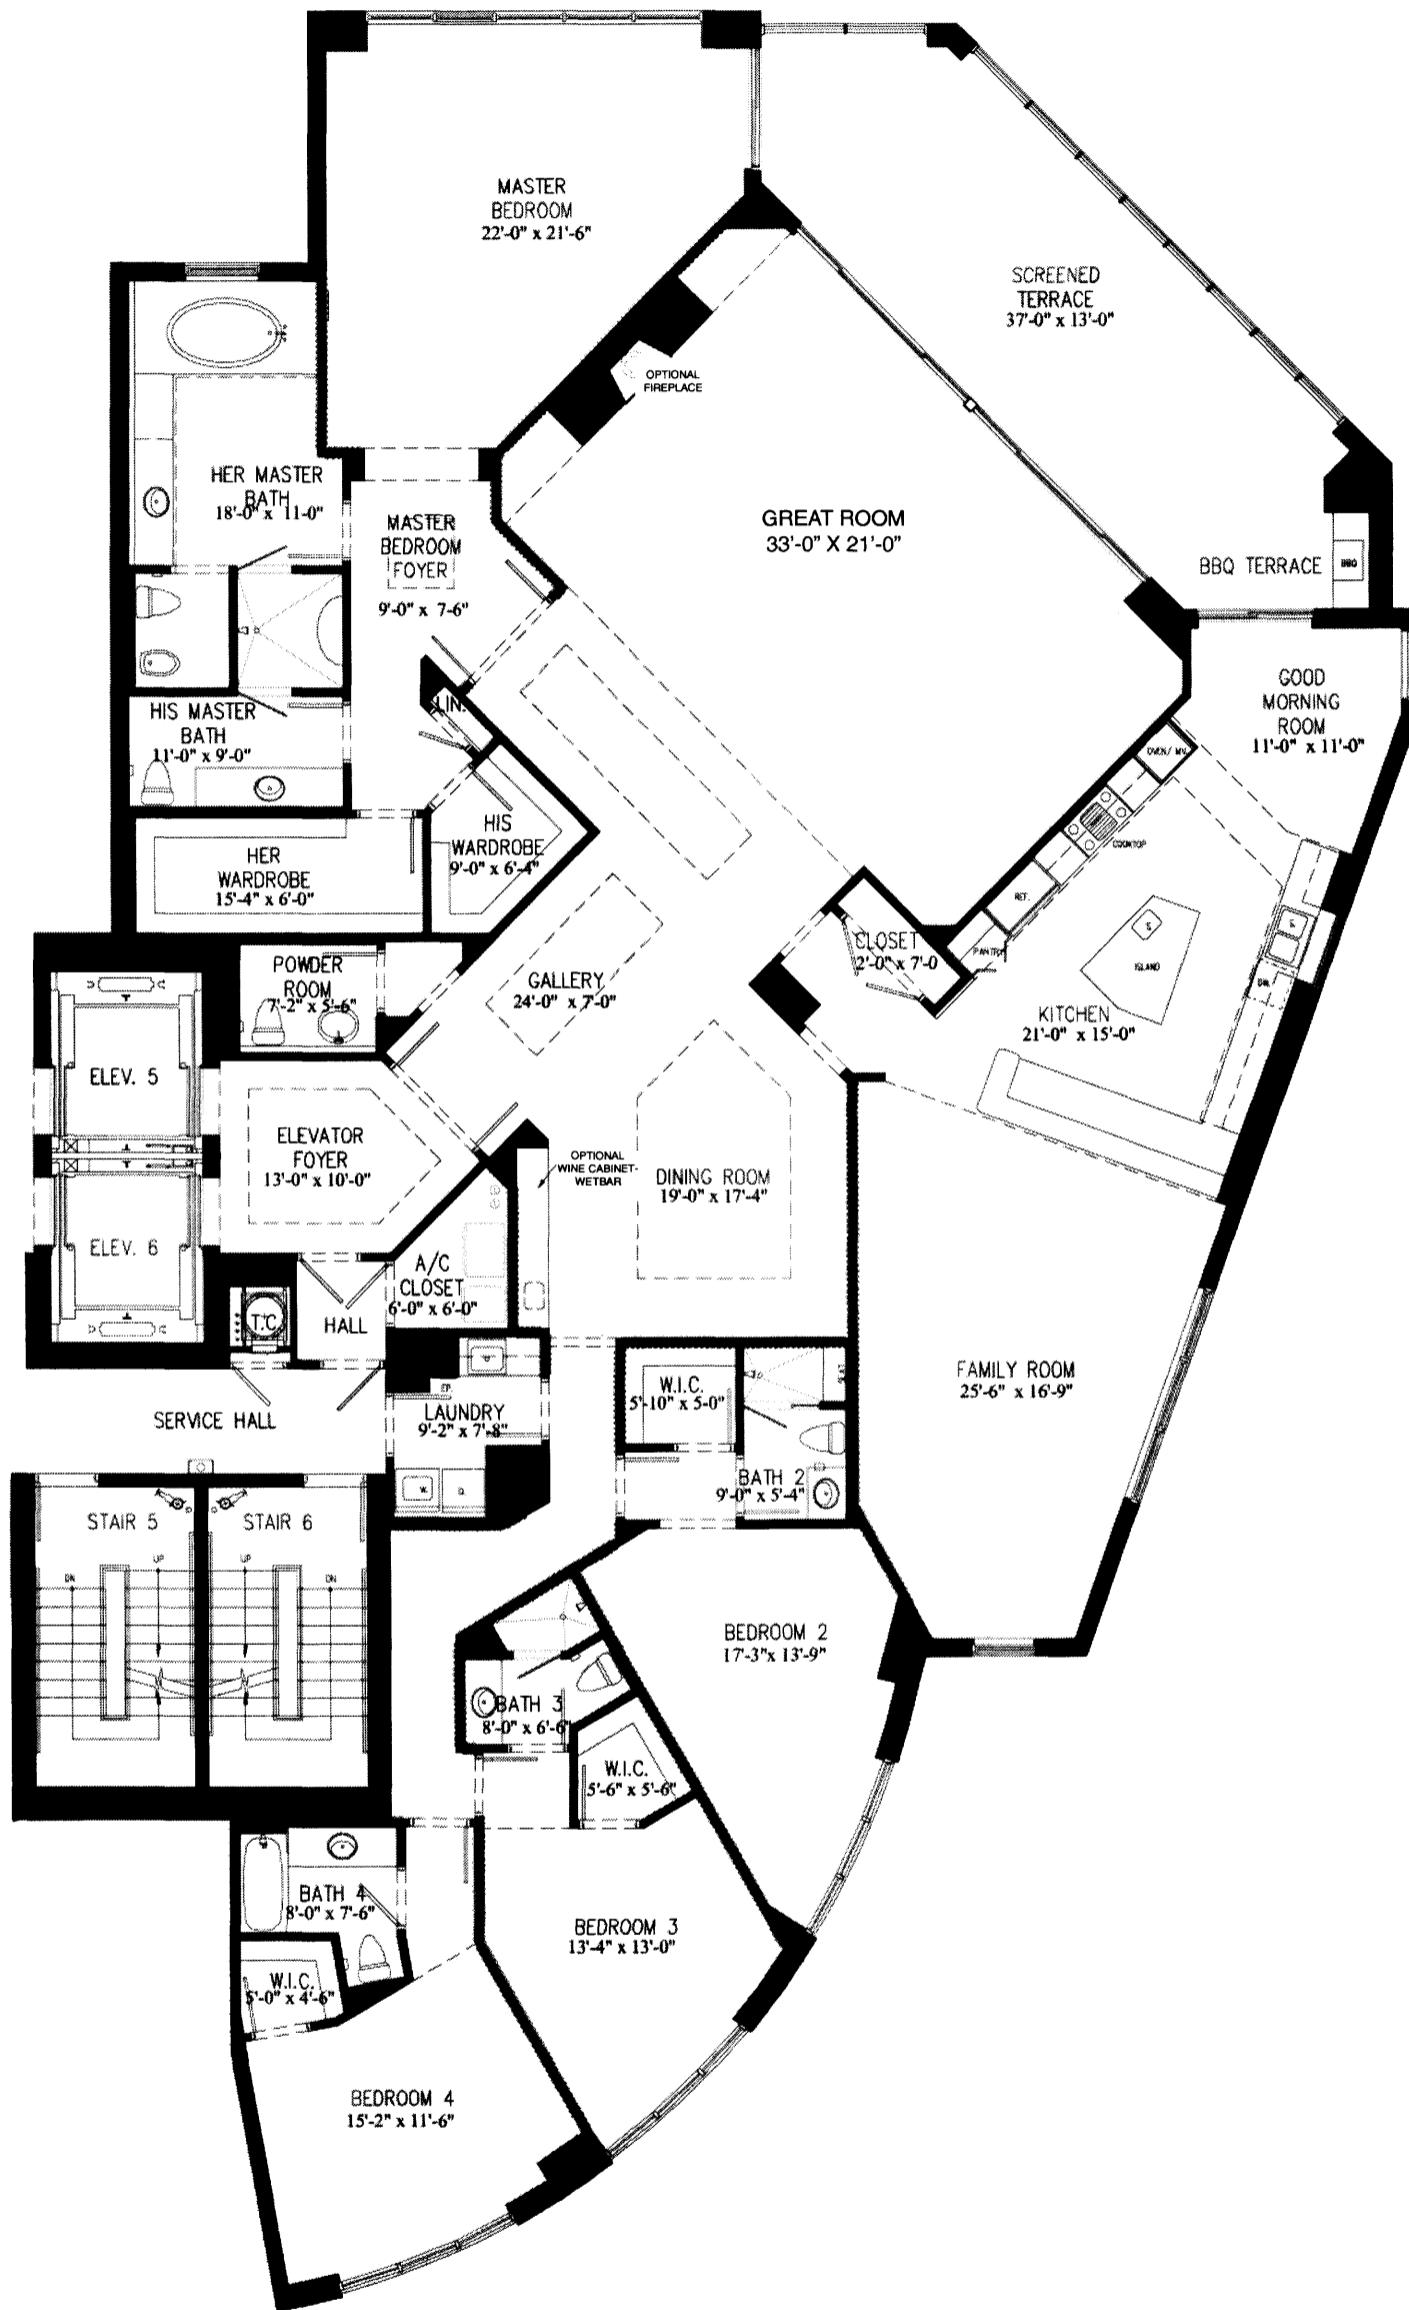 MASTER
BEDROOM
22'-0" x 21'-6"
SCREENED
TERRACE
37'-0" x 13'-0"
OPTIONAL
FIREPLACE
HER MASTER
BATH
18'-0" x 11-0"
MASTER
BEDROOM
FOYER
9'-0" x 7-6"
GREAT ROOM
33'-0" X 21'-0"
BBQ TERRACE
BBQ
GOOD
MORNING
ROOM
11'-0" x 11'-0"
LIN.
HIS MASTER
BATH
11'-0" x 9'-0"
OVEN/ MW.
COOKTOP
HIS
WARDROBE
9'-0" x 6'-4"
HER
WARDROBE
15'-4" x 6'-0"
REF.
PANTRY
CLOSET
2'-0" x 7'-0
S
ISLAND
S
DW.
POWDER
ROOM
7'-2" x 5'-6"
GALLERY
24'-0" x 7'-0"
KITCHEN
21'-0" x 15'-0"
ELEV. 5
ELEVATOR
FOYER
13'-0" x 10'-0"
OPTIONAL
WINE CABINET-
WETBAR
DINING ROOM
19'-0" x 17'-4"
ELEV. 6
A/C
CLOSET
6'-0" x 6'-0"
T.C.
HALL
FAMILY ROOM
25'-6" x 16'-9"
W.I.C.
5'-10" x 5-0"
SEAT
EP.
LAUNDRY
9'-2" x 7'-8"
SERVICE HALL
BATH 2
9'-0" x 5'-4"
W.
D.
STAIR 5
STAIR 6
UP
UP
DN
DN
BEDROOM 2
17'-3"x 13'-9"
BATH 3
8'-0" x 6'-6"
W.I.C.
5'-6" x 5'-6"
BATH 4
8'-0" x 7'-6"
BEDROOM 3
13'-4" x 13'-0"
W.I.C.
5'-0" x 4'-6"
BEDROOM 4
15'-2" x 11'-6"